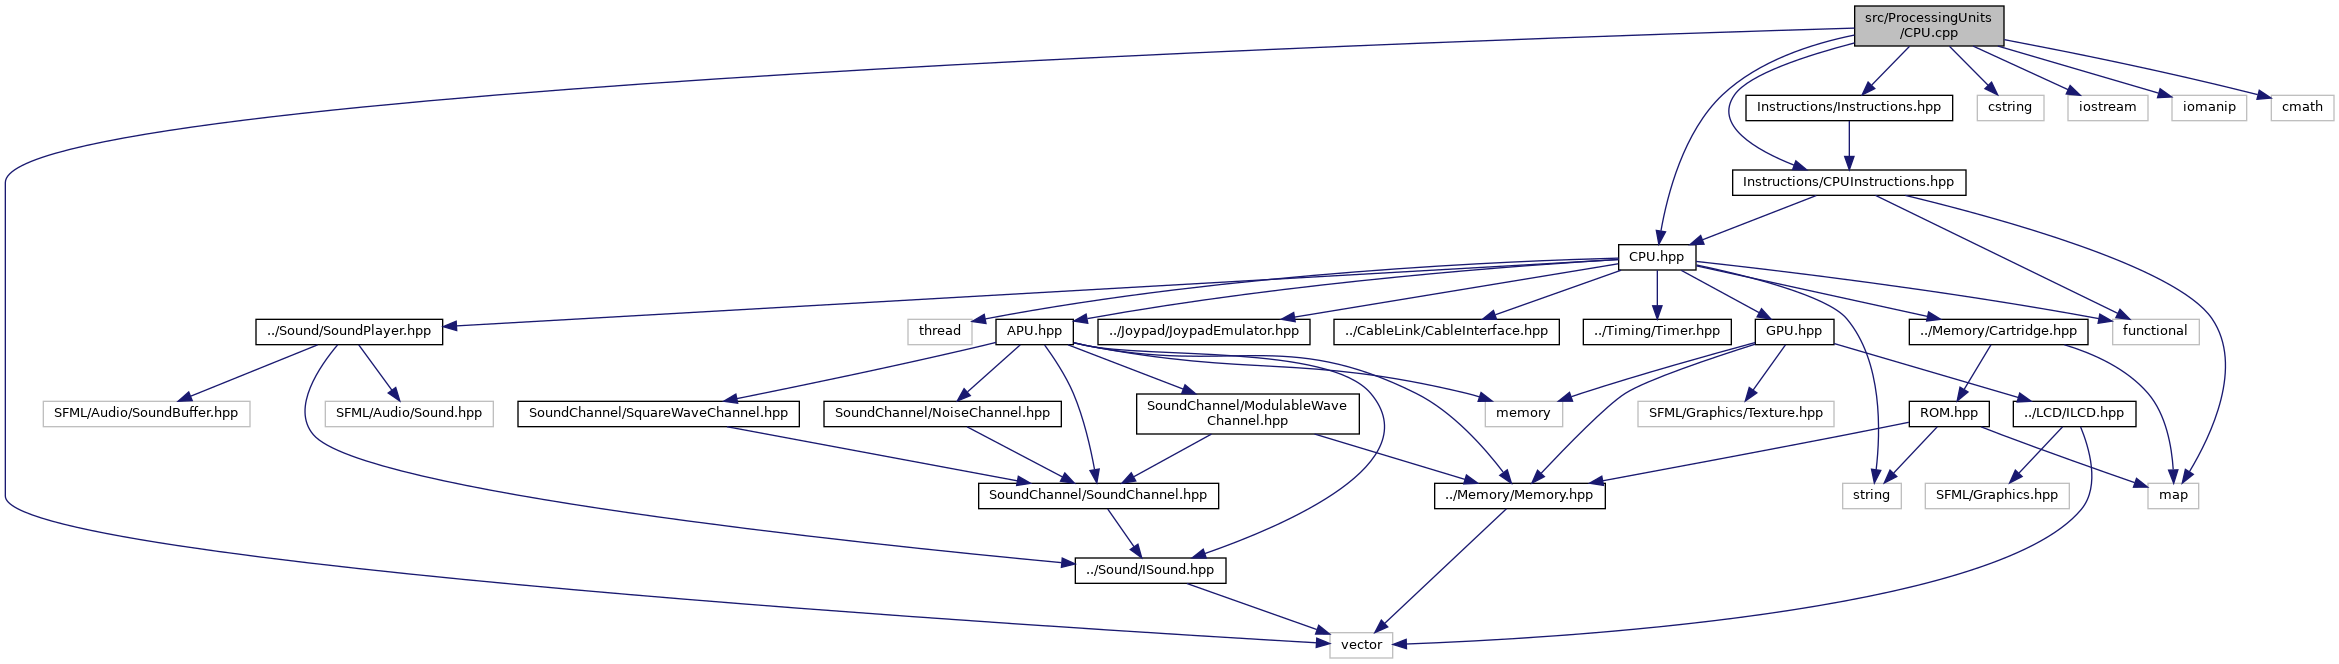 src/ProcessingUnits
/CPU.cpp
Instructions/Instructions.hpp
cstring
iostream
iomanip
cmath
Instructions/CPUInstructions.hpp
CPU.hpp
../Sound/SoundPlayer.hpp
thread
APU.hpp
../Joypad/JoypadEmulator.hpp
../CableLink/CableInterface.hpp
../Timing/Timer.hpp
GPU.hpp
../Memory/Cartridge.hpp
functional
SFML/Audio/SoundBuffer.hpp
SFML/Audio/Sound.hpp
SoundChannel/SquareWaveChannel.hpp
SoundChannel/NoiseChannel.hpp
SoundChannel/ModulableWave
Channel.hpp
memory
SFML/Graphics/Texture.hpp
ROM.hpp
../LCD/ILCD.hpp
SoundChannel/SoundChannel.hpp
../Memory/Memory.hpp
string
SFML/Graphics.hpp
map
../Sound/ISound.hpp
vector